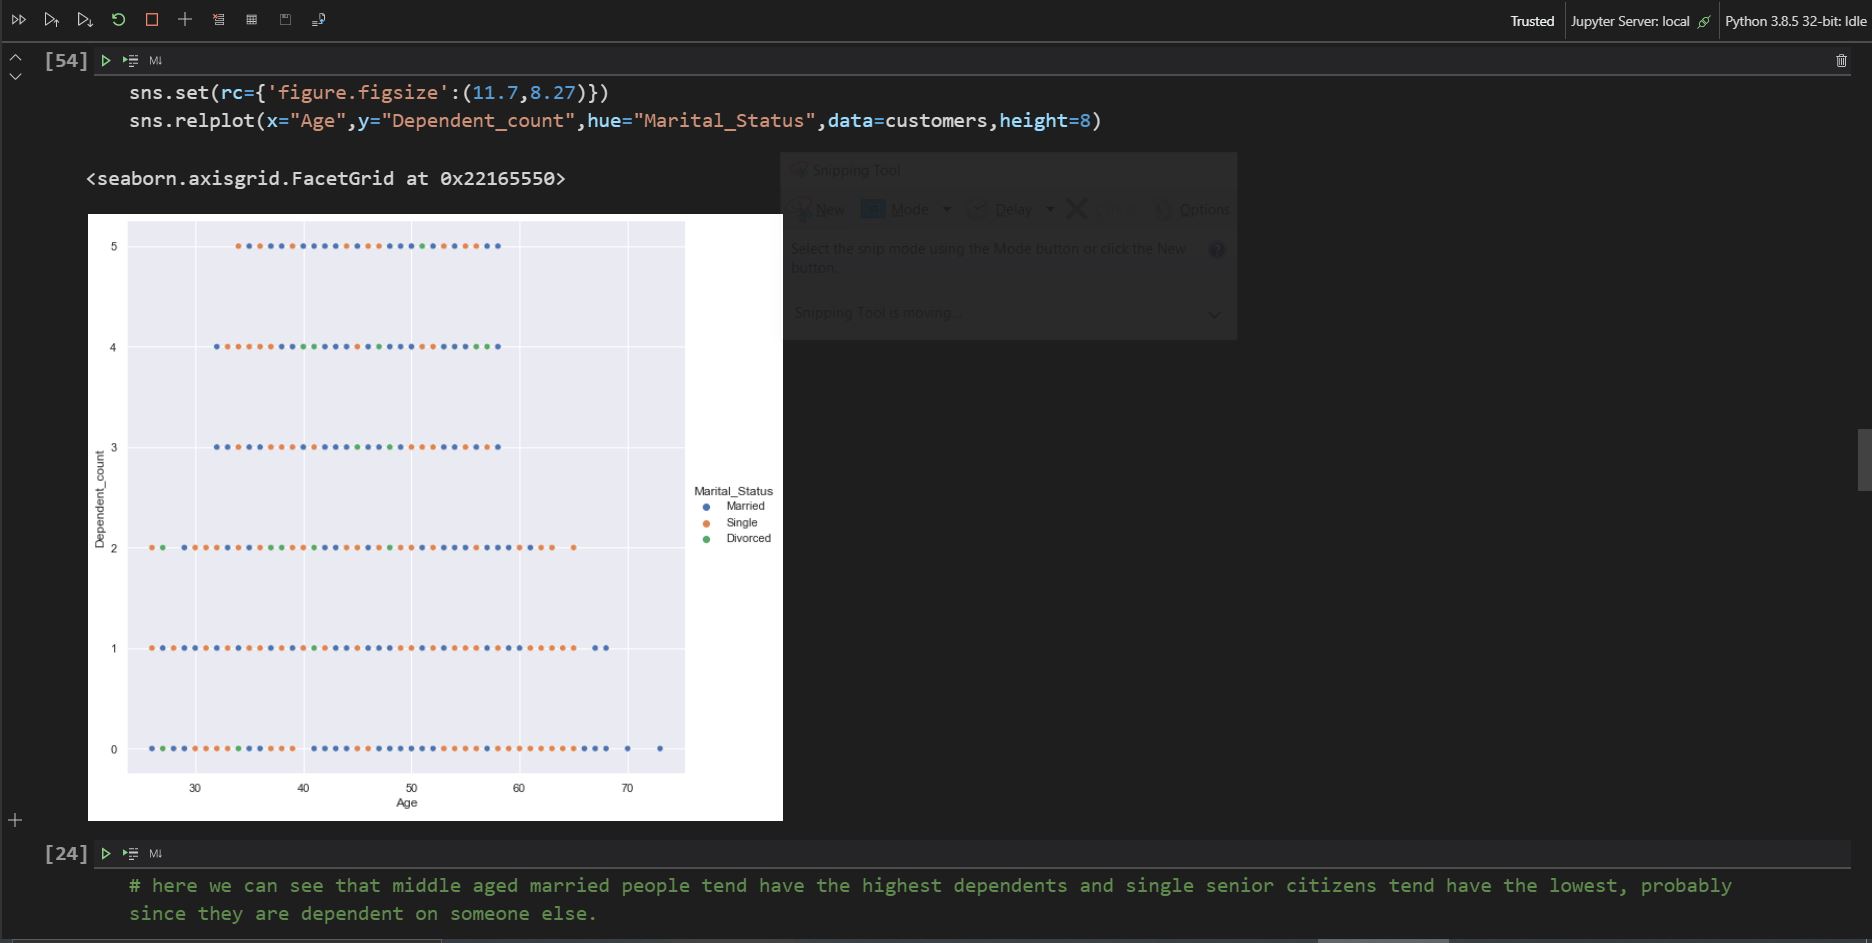 Trusted
Jupyter Server: local
Python 3.8.5 32-bit: Idle
[54]
M↓
sns.set(rc={'figure.figsize':(11.7,8.27)})
sns.relplot(x="Age",y="Dependent_count",hue="Marital_Status",data=customers,height=8)
<seaborn.axisgrid.FacetGrid at 0x22165550>
Snipping Tool
New Mode Delay Options
Select the snip mode using the Mode button or click the New
button.
Snipping Tool is moving...
5
4
3
2
1
0
Dependent_count
30 40 50 60 70
Age
Marital_Status
Married
Single
Divorced
[24]
M↓
# here we can see that middle aged married people tend have the highest dependents and single senior citizens tend have the lowest, probably
since they are dependent on someone else.